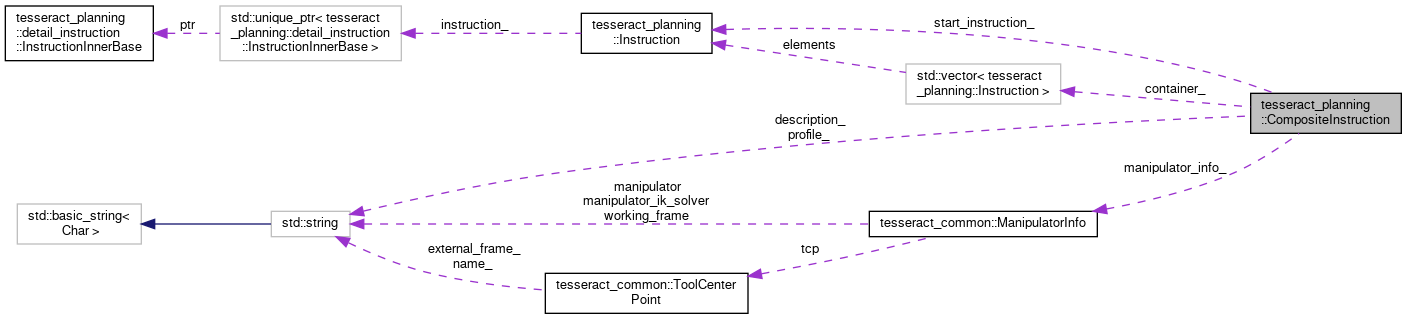 tesseract_planning
::detail_instruction
::InstructionInnerBase
ptr
std::unique_ptr< tesseract
_planning::detail_instruction
::InstructionInnerBase >
instruction_
tesseract_planning
::Instruction
start_instruction_
elements
std::vector< tesseract
_planning::Instruction >
container_
tesseract_planning
::CompositeInstruction
description_
profile_
manipulator_info_
manipulator
manipulator_ik_solver
working_frame
std::basic_string<
Char >
std::string
tesseract_common::ManipulatorInfo
external_frame_
name_
tcp
tesseract_common::ToolCenter
Point